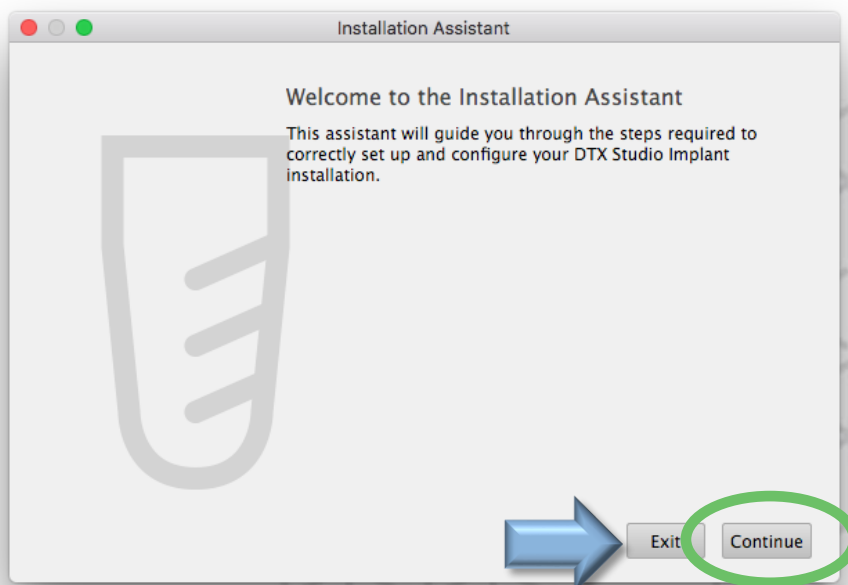 Installation Assistant
Welcome to the Installation Assistant
This assistant will guide you through the steps required to
correctly set up and configure your DTX Studio Implant
installation.
Exit
Continue